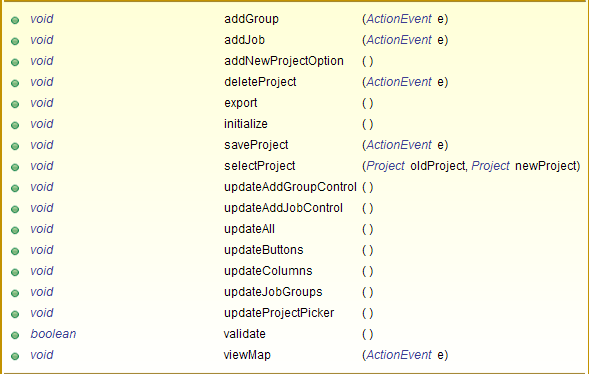 void addGroup (ActionEvent e)
void addJob (ActionEvent e)
void addNewProjectOption ( )
void deleteProject (ActionEvent e)
void export ( )
void initialize ( )
void saveProject (ActionEvent e)
void selectProject (Project oldProject, Project newProject)
void updateAddGroupControl ( )
void updateAddJobControl ( )
void updateAll ( )
void updateButtons ( )
void updateColumns ( )
void updateJobGroups ( )
void updateProjectPicker ( )
boolean validate ( )
void viewMap (ActionEvent e)